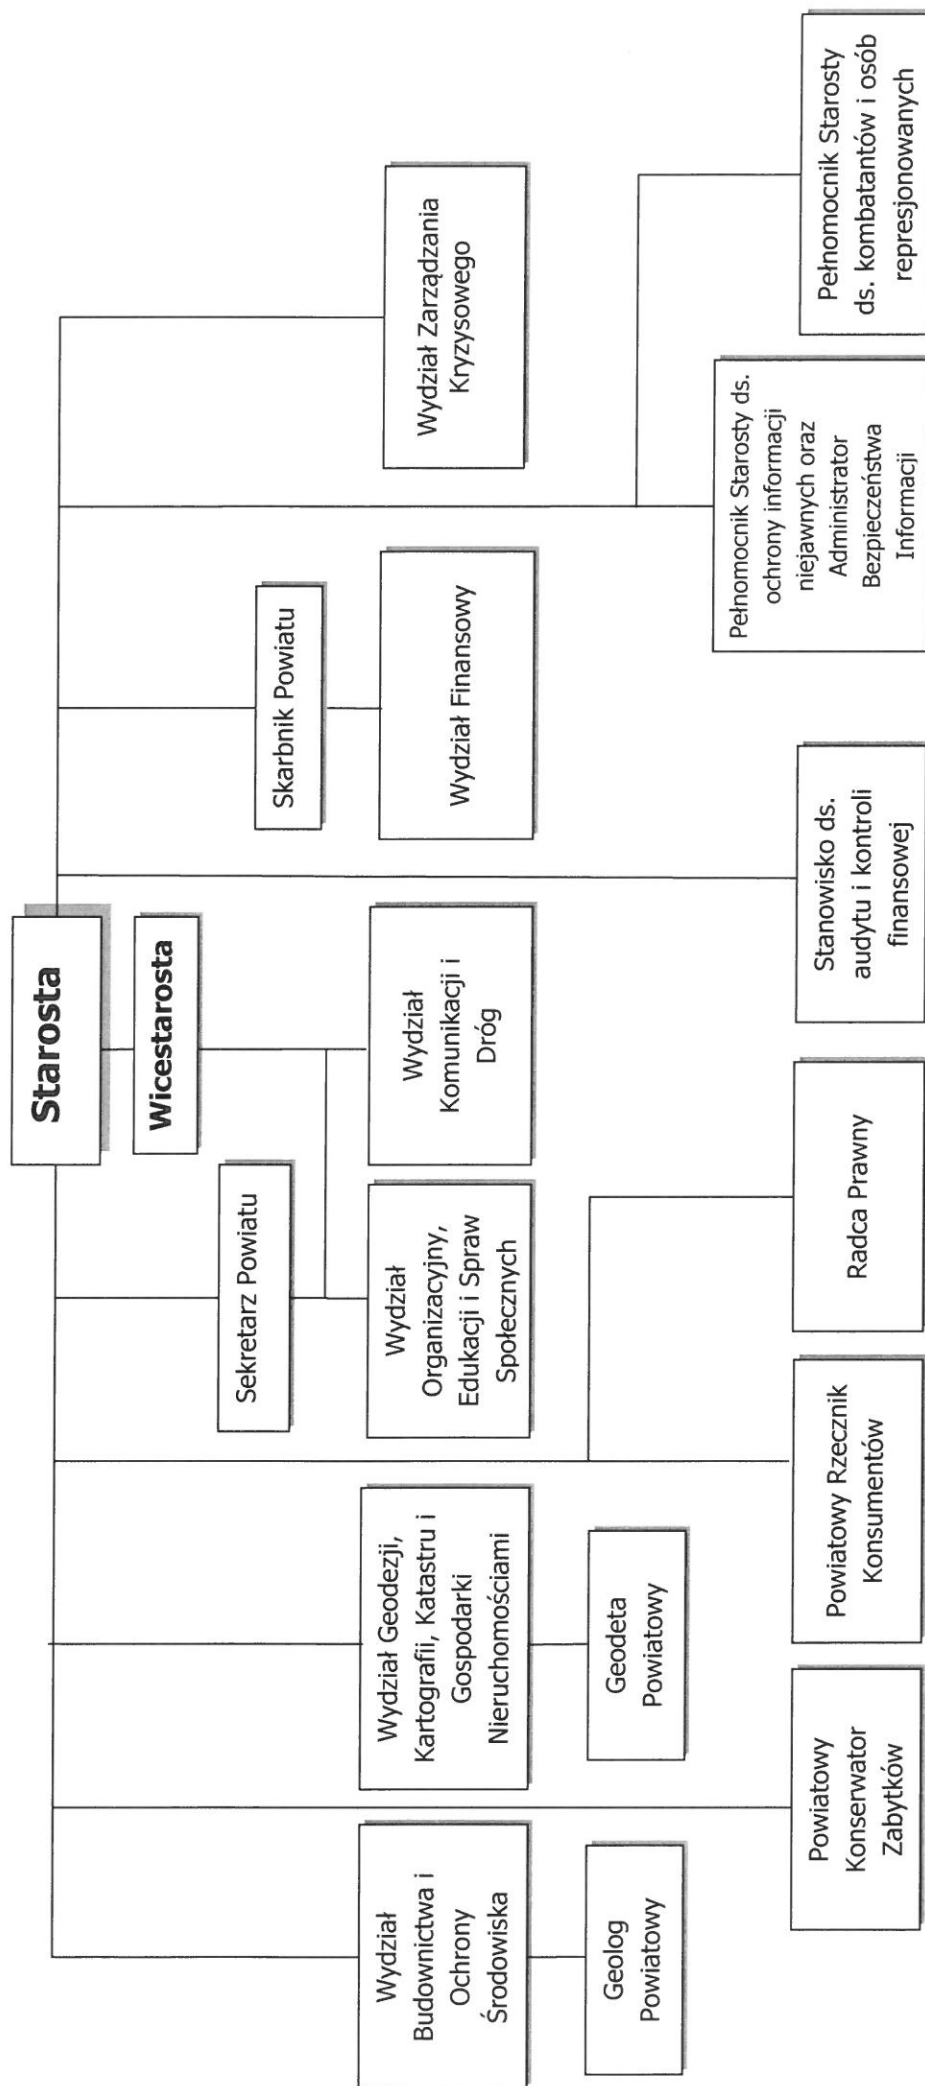 Starosta
Wicestarosta
Sekretarz Powiatu
Skarbnik Powiatu
Wydział
Budownictwa i
Ochrony
Środowiska
Wydział Geodezji,
Kartografii, Katastru i
Gospodarki
Nieruchomościami
Wydział
Organizacyjny,
Edukacji i Spraw
Społecznych
Wydział
Komunikacji i
Dróg
Wydział Finansowy
Wydział Zarządzania
Kryzysowego
Geolog
Powiatowy
Geodeta
Powiatowy
Powiatowy
Konserwator
Zabytków
Powiatowy Rzecznik
Konsumentów
Radca Prawny
Stanowisko ds.
audytu i kontroli
finansowej
Pełnomocnik Starosty ds.
ochrony informacji
niejawnych oraz
Administrator
Bezpieczeństwa
Informacji
Pełnomocnik Starosty
ds. kombatantów i osób
represjonowanych